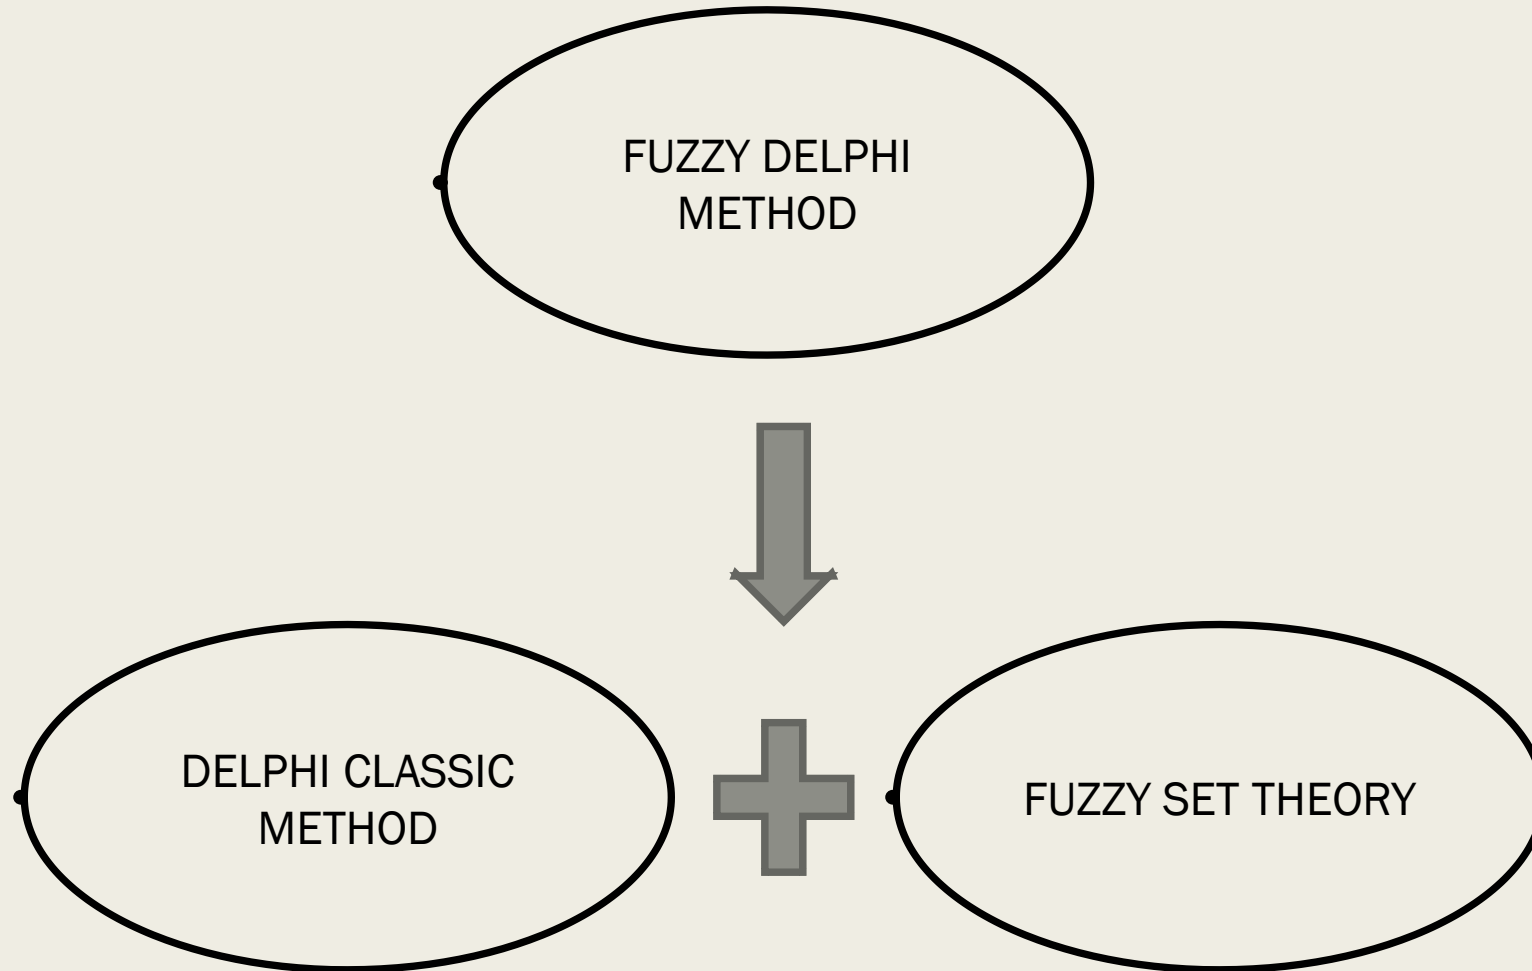 FUZZY DELPHI
METHOD
DELPHI CLASSIC
METHOD
FUZZY SET THEORY